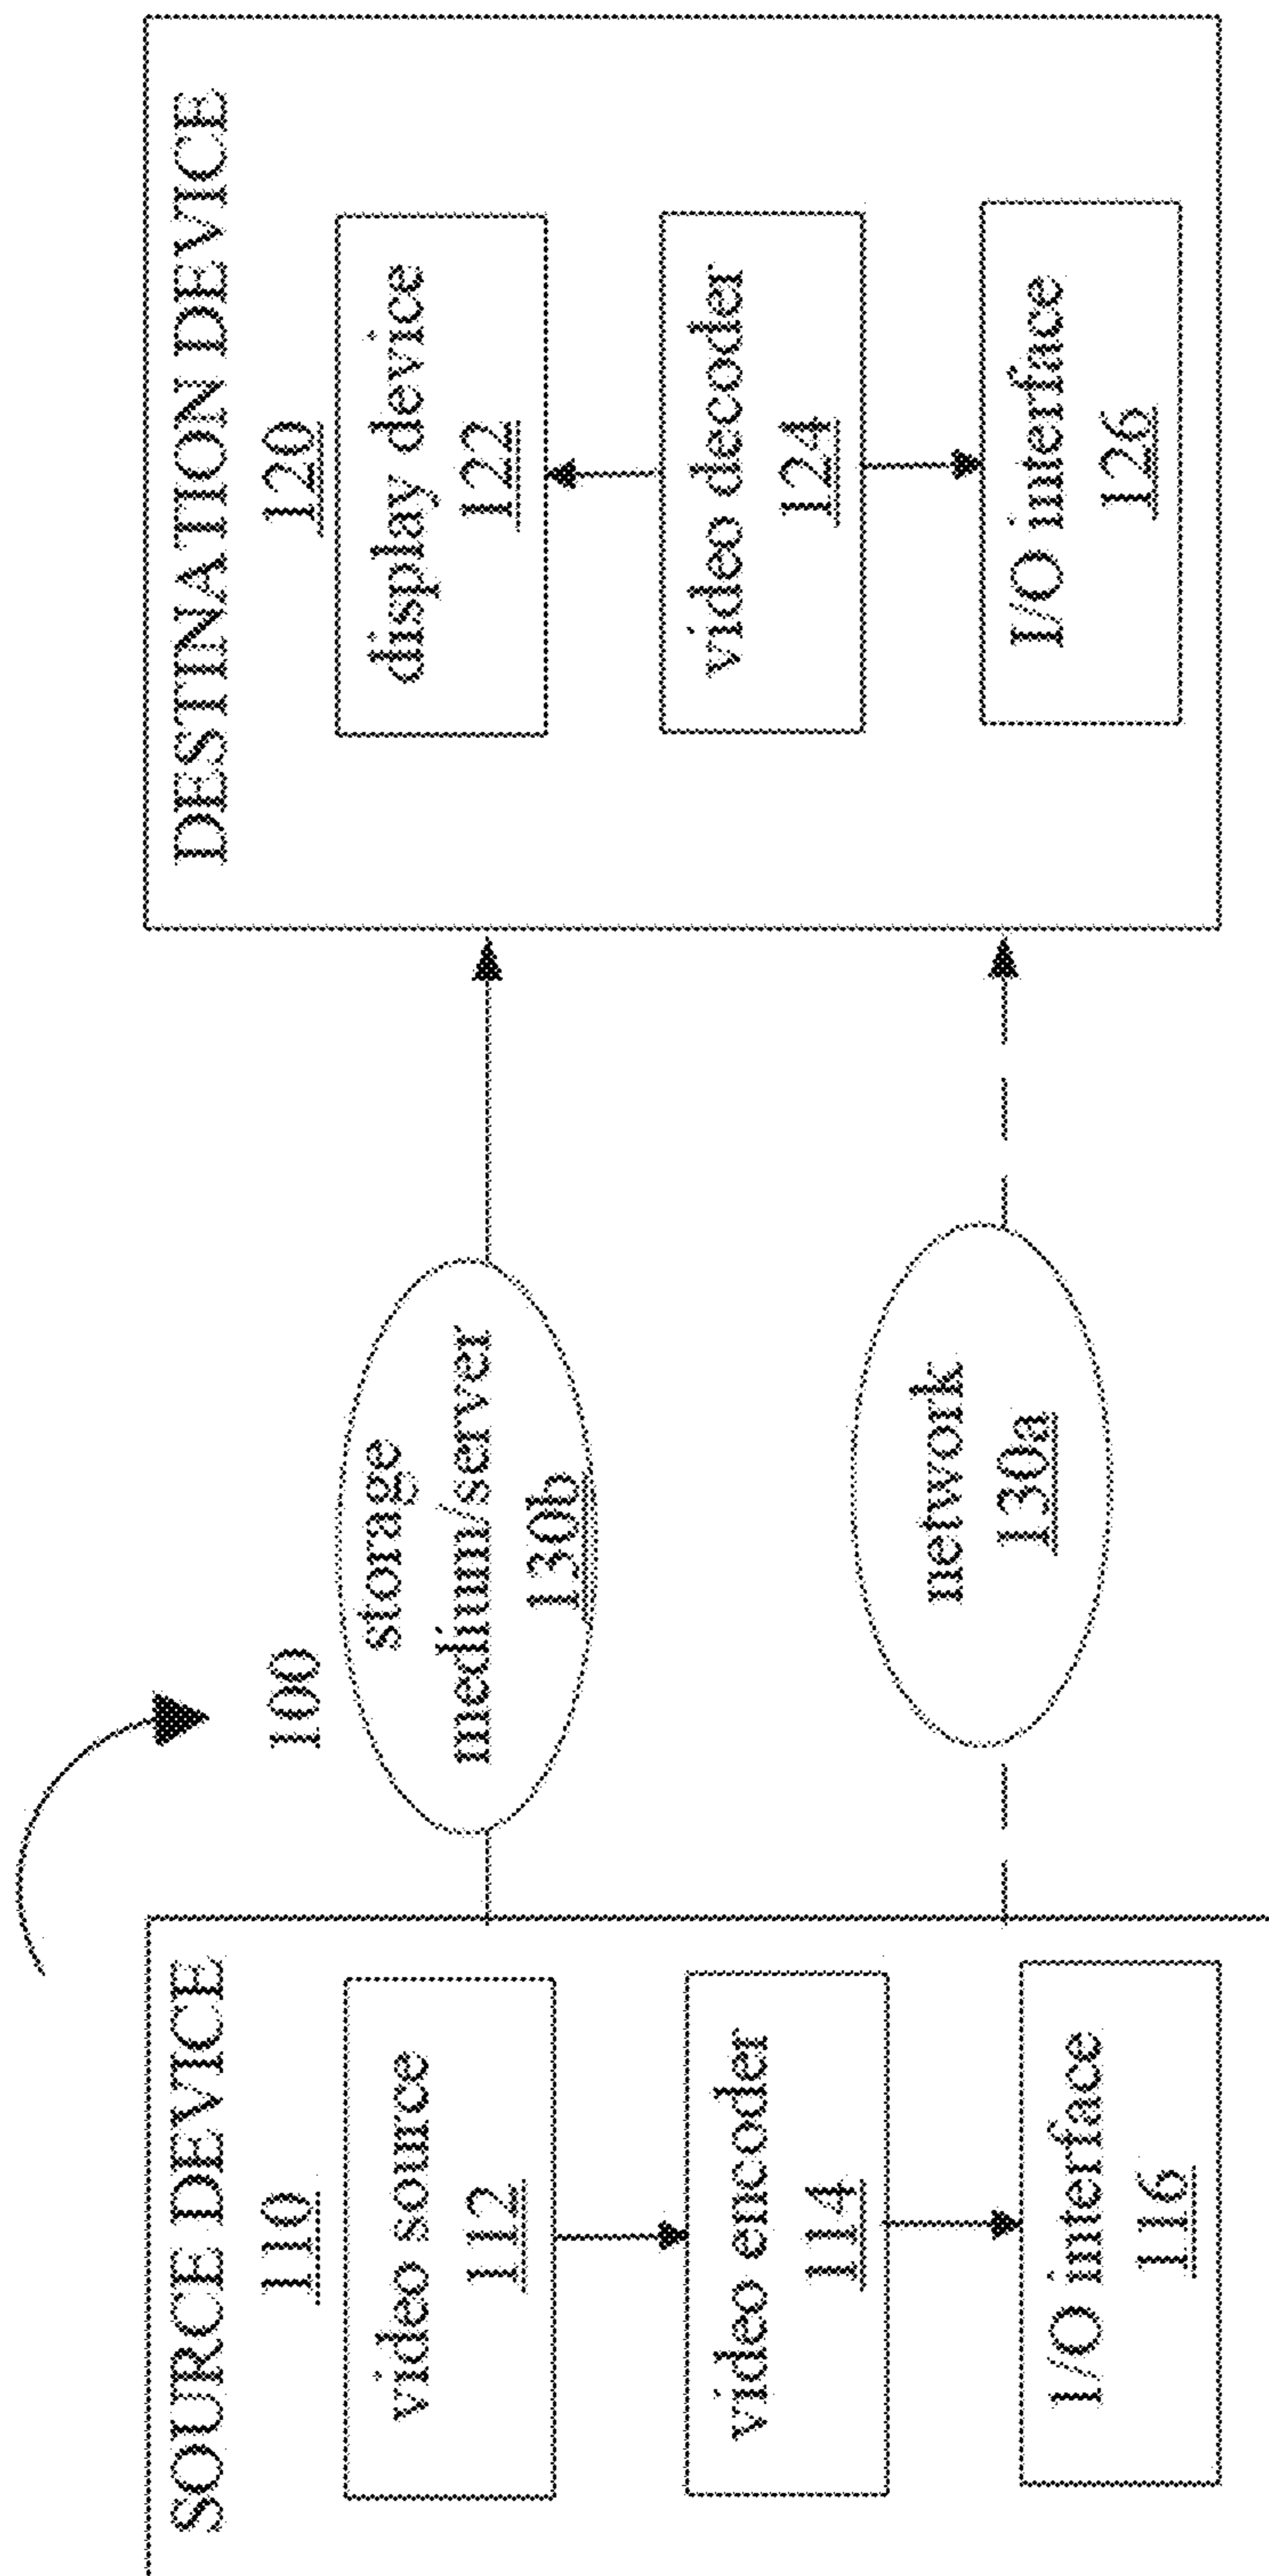 100
SOURCE DEVICE
110
video source
112
video encoder
114
I/O interface
116
storage
medium/server
130b
network
130a
DESTINATION DEVICE
120
display device
122
video decoder
124
I/O interface
126